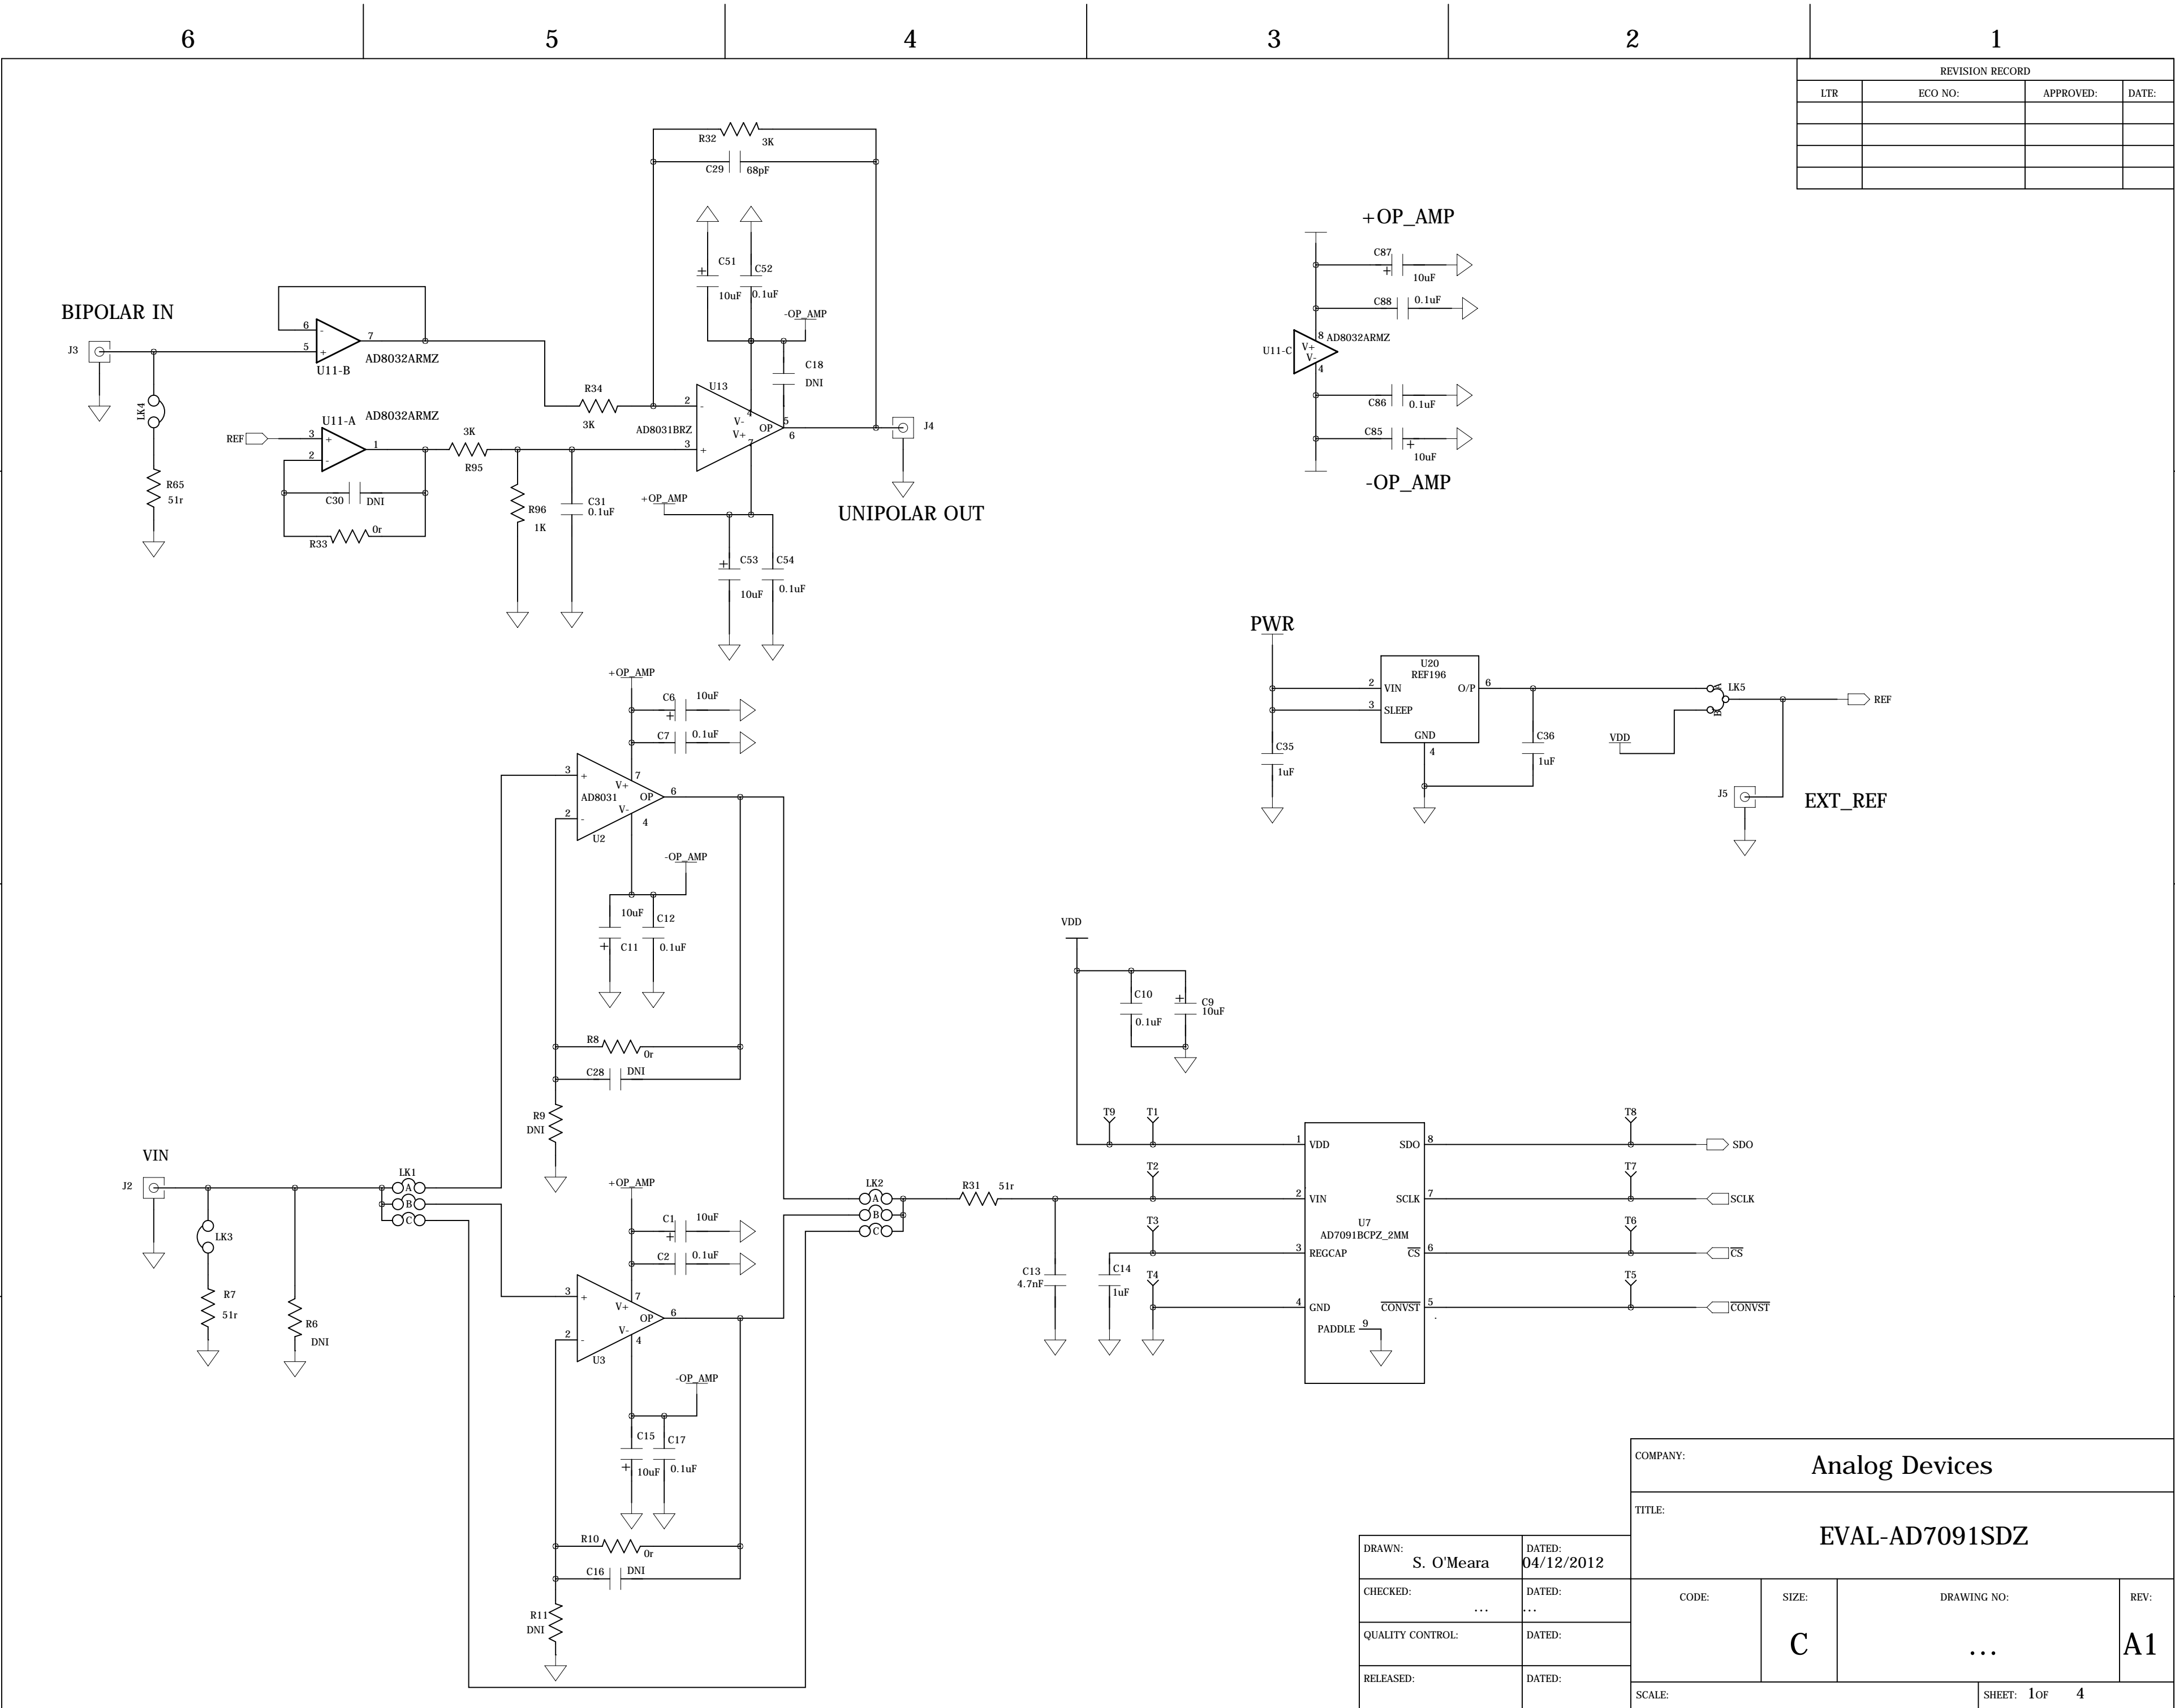 6 5 4 3 2 1
REVISION RECORD
LTR ECO NO: APPROVED: DATE:
R32
3K
C29
68pF
C51
10uF
C52
0.1uF
-OP_AMP
C18
DNI
BIPOLAR IN
J3
6
-
5
+
7
AD8032ARMZ
U11-B
LK4
R65
51r
REF
U11-A
AD8032ARMZ
3
+
2
-
1
C30
DNI
R33
0r
3K
R95
R34
3K
R96
1K
C31
0.1uF
U13
AD8031BRZ
2
-
3
+
4
V-
V+
7
OP
5
6
J4
UNIPOLAR OUT
+OP_AMP
C53
+
10uF
C54
0.1uF
+OP_AMP
C87
+
10uF
C88
0.1uF
U11-C
V+
V-
8
AD8032ARMZ
4
C86
0.1uF
C85
+
10uF
-OP_AMP
PWR
U20
REF196
2
VIN
O/P
6
3
SLEEP
GND
4
C35
1uF
C36
1uF
A
B
LK5
REF
VDD
J5
EXT_REF
+OP_AMP
C6
+
10uF
C7
0.1uF
3
+
7
V+
AD8031
OP
6
V-
2
-
4
U2
-OP_AMP
10uF
+
C11
C12
0.1uF
R8
0r
C28
DNI
R9
DNI
VDD
C10
0.1uF
+
C9
10uF
VIN
J2
LK3
R7
51r
R6
DNI
LK1
A
B
C
+OP_AMP
C1
+
10uF
C2
0.1uF
3
+
7
V+
OP
6
V-
2
-
4
U3
-OP_AMP
C15
+
10uF
C17
0.1uF
R10
0r
C16
DNI
R11
DNI
LK2
A
B
C
R31
51r
C13
4.7nF
C14
1uF
T9
T1
T2
T3
T4
1
VDD
SDO
8
2
VIN
SCLK
7
U7
AD7091BCPZ_2MM
3
REGCAP
CS
6
4
GND
CONVST
5
PADDLE
9
T8
SDO
T7
SCLK
T6
CS
T5
CONVST
COMPANY:
Analog Devices
TITLE:
EVAL-AD7091SDZ
DRAWN:
S. O'Meara
DATED:
04/12/2012
CHECKED:
...
DATED:
...
QUALITY CONTROL:
DATED:
RELEASED:
DATED:
CODE:
SIZE:
C
DRAWING NO:
...
REV:
A1
SCALE:
SHEET: 1OF 4